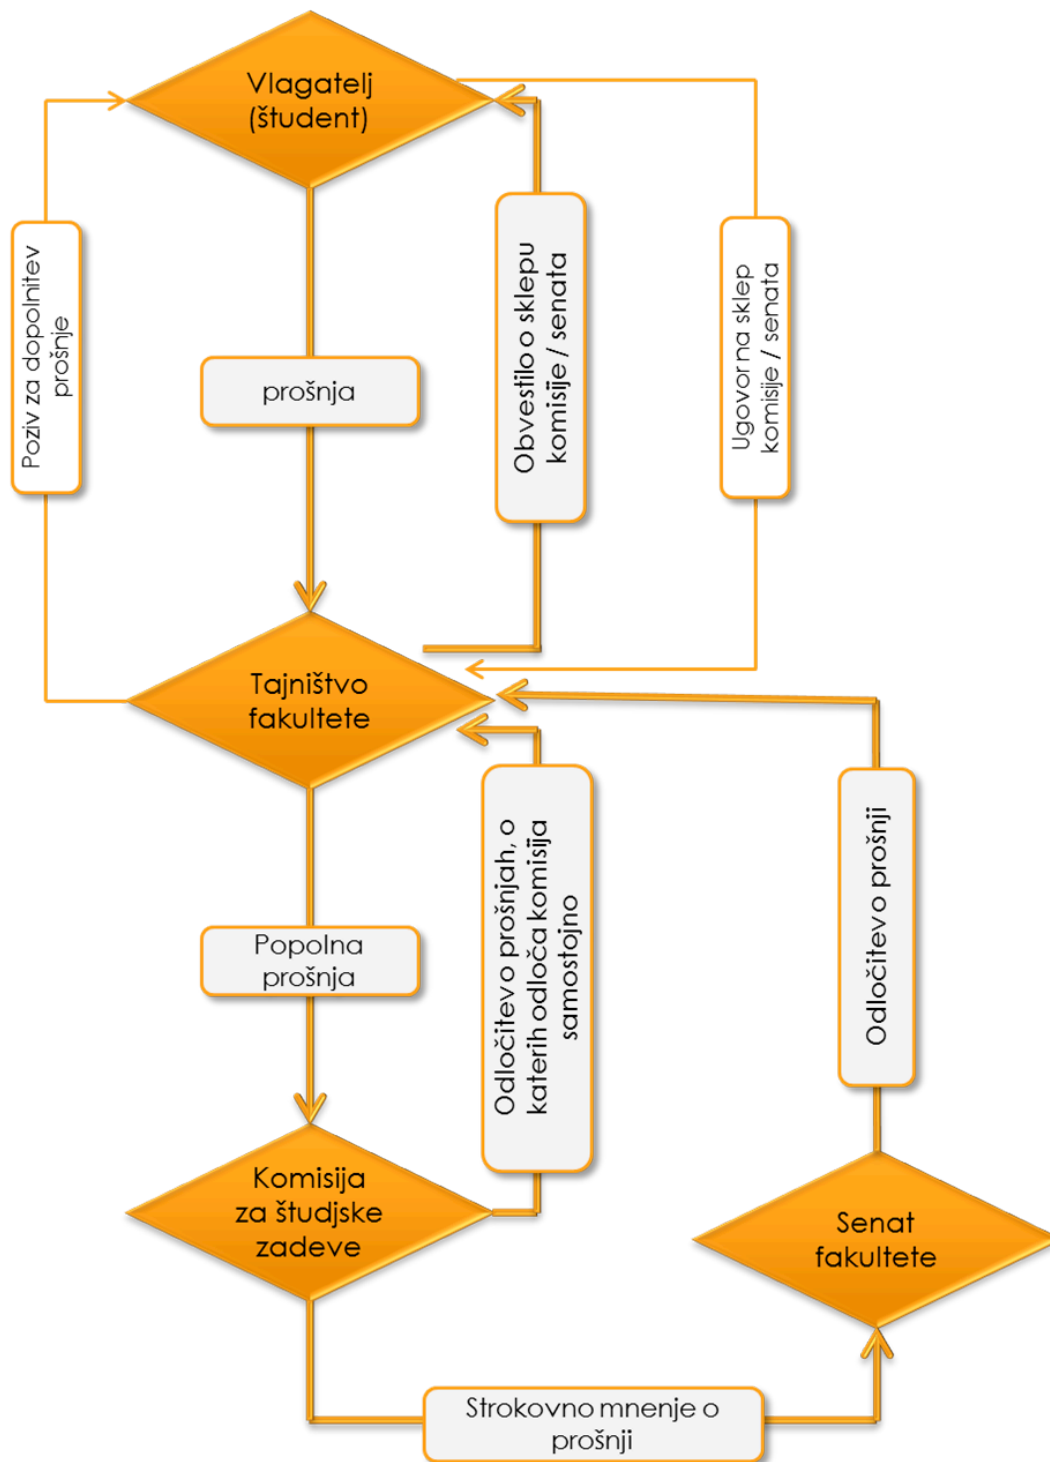 Vlagatelj
(študent)
Poziv za dopolnitev
prošnje
prošnja
Obvestilo o sklepu
komisije / senata
Ugovor na sklep
komisije / senata
Tajništvo
fakultete
Popolna
prošnja
Odločitev o prošnjah, o
katerih odloča komisija
samostojno
Odločitev o prošnji
Komisija
za študjske
zadeve
Senat
fakultete
Strokovno mnenje o
prošnji